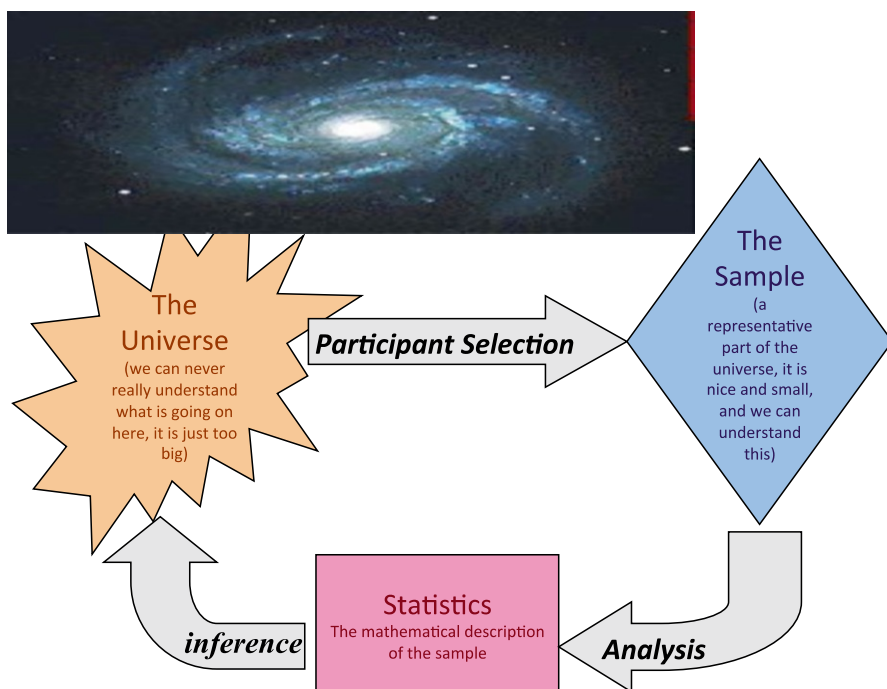 The
Universe
(we can never
really understand
what is going on
here, it is just too
big)
Participant Selection
The
Sample
(a
representative
part of the
universe, it is
nice and small,
and we can
understand
this)
Analysis
Statistics
The mathematical description
of the sample
inference